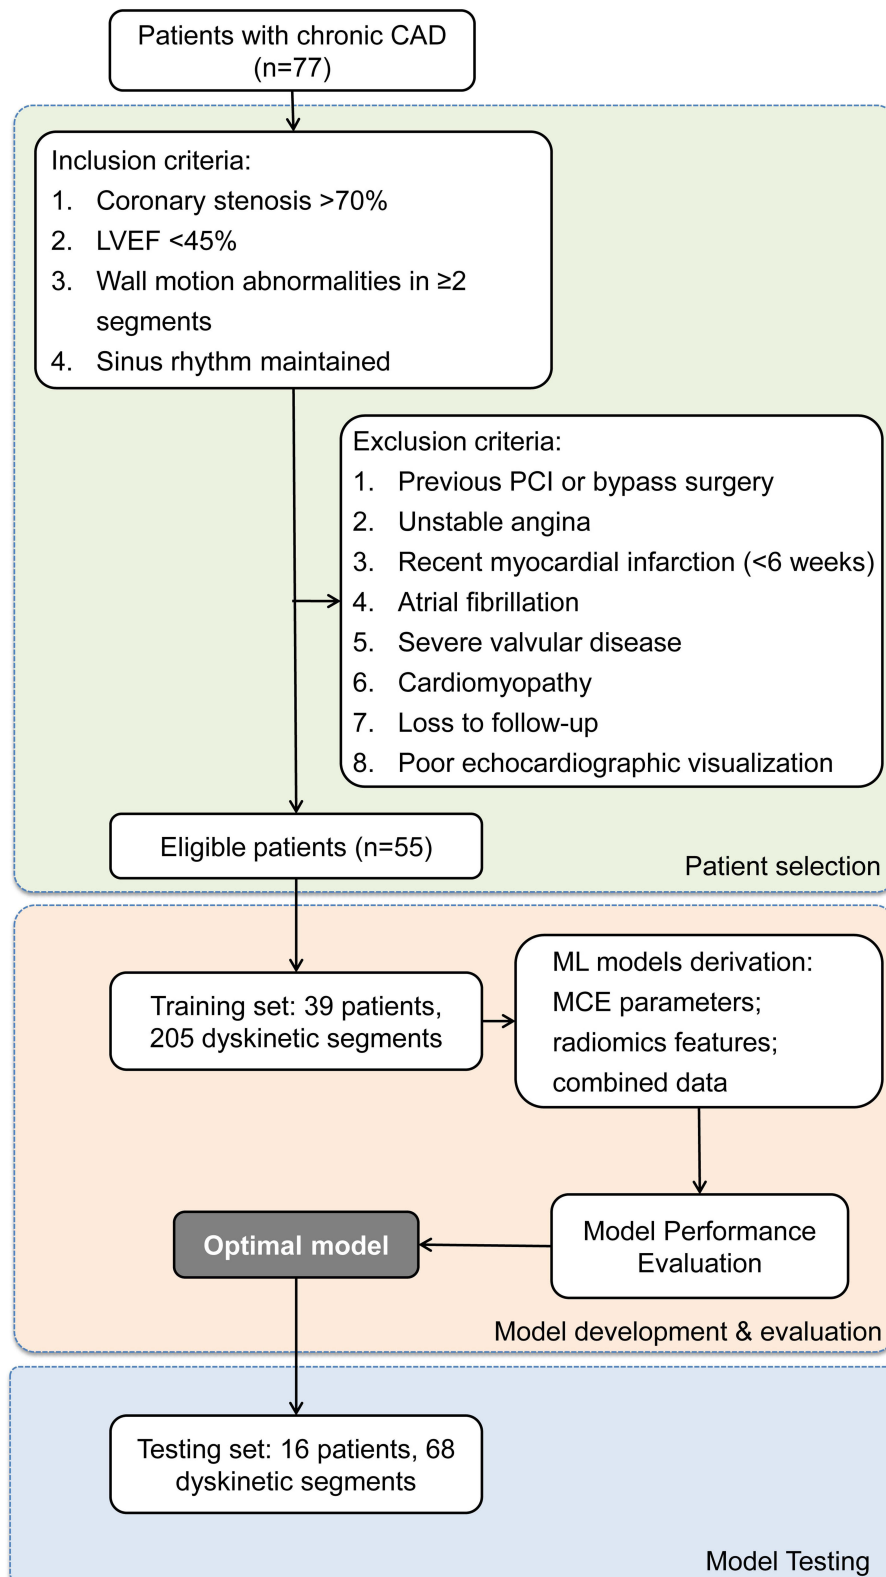 Patients with chronic CAD
(n=77)
Inclusion criteria:
1. Coronary stenosis >70%
2. LVEF <45%
3. Wall motion abnormalities in ≥2
segments
4. Sinus rhythm maintained
Exclusion criteria:
1. Previous PCI or bypass surgery
2. Unstable angina
3. Recent myocardial infarction (<6 weeks)
4. Atrial fibrillation
5. Severe valvular disease
6. Cardiomyopathy
7. Loss to follow-up
8. Poor echocardiographic visualization
Eligible patients (n=55)
Patient selection
Training set: 39 patients,
205 dyskinetic segments
ML models derivation:
MCE parameters;
radiomics features;
combined data
Model Performance
Evaluation
Optimal model
Model development & evaluation
Testing set: 16 patients, 68
dyskinetic segments
Model Testing